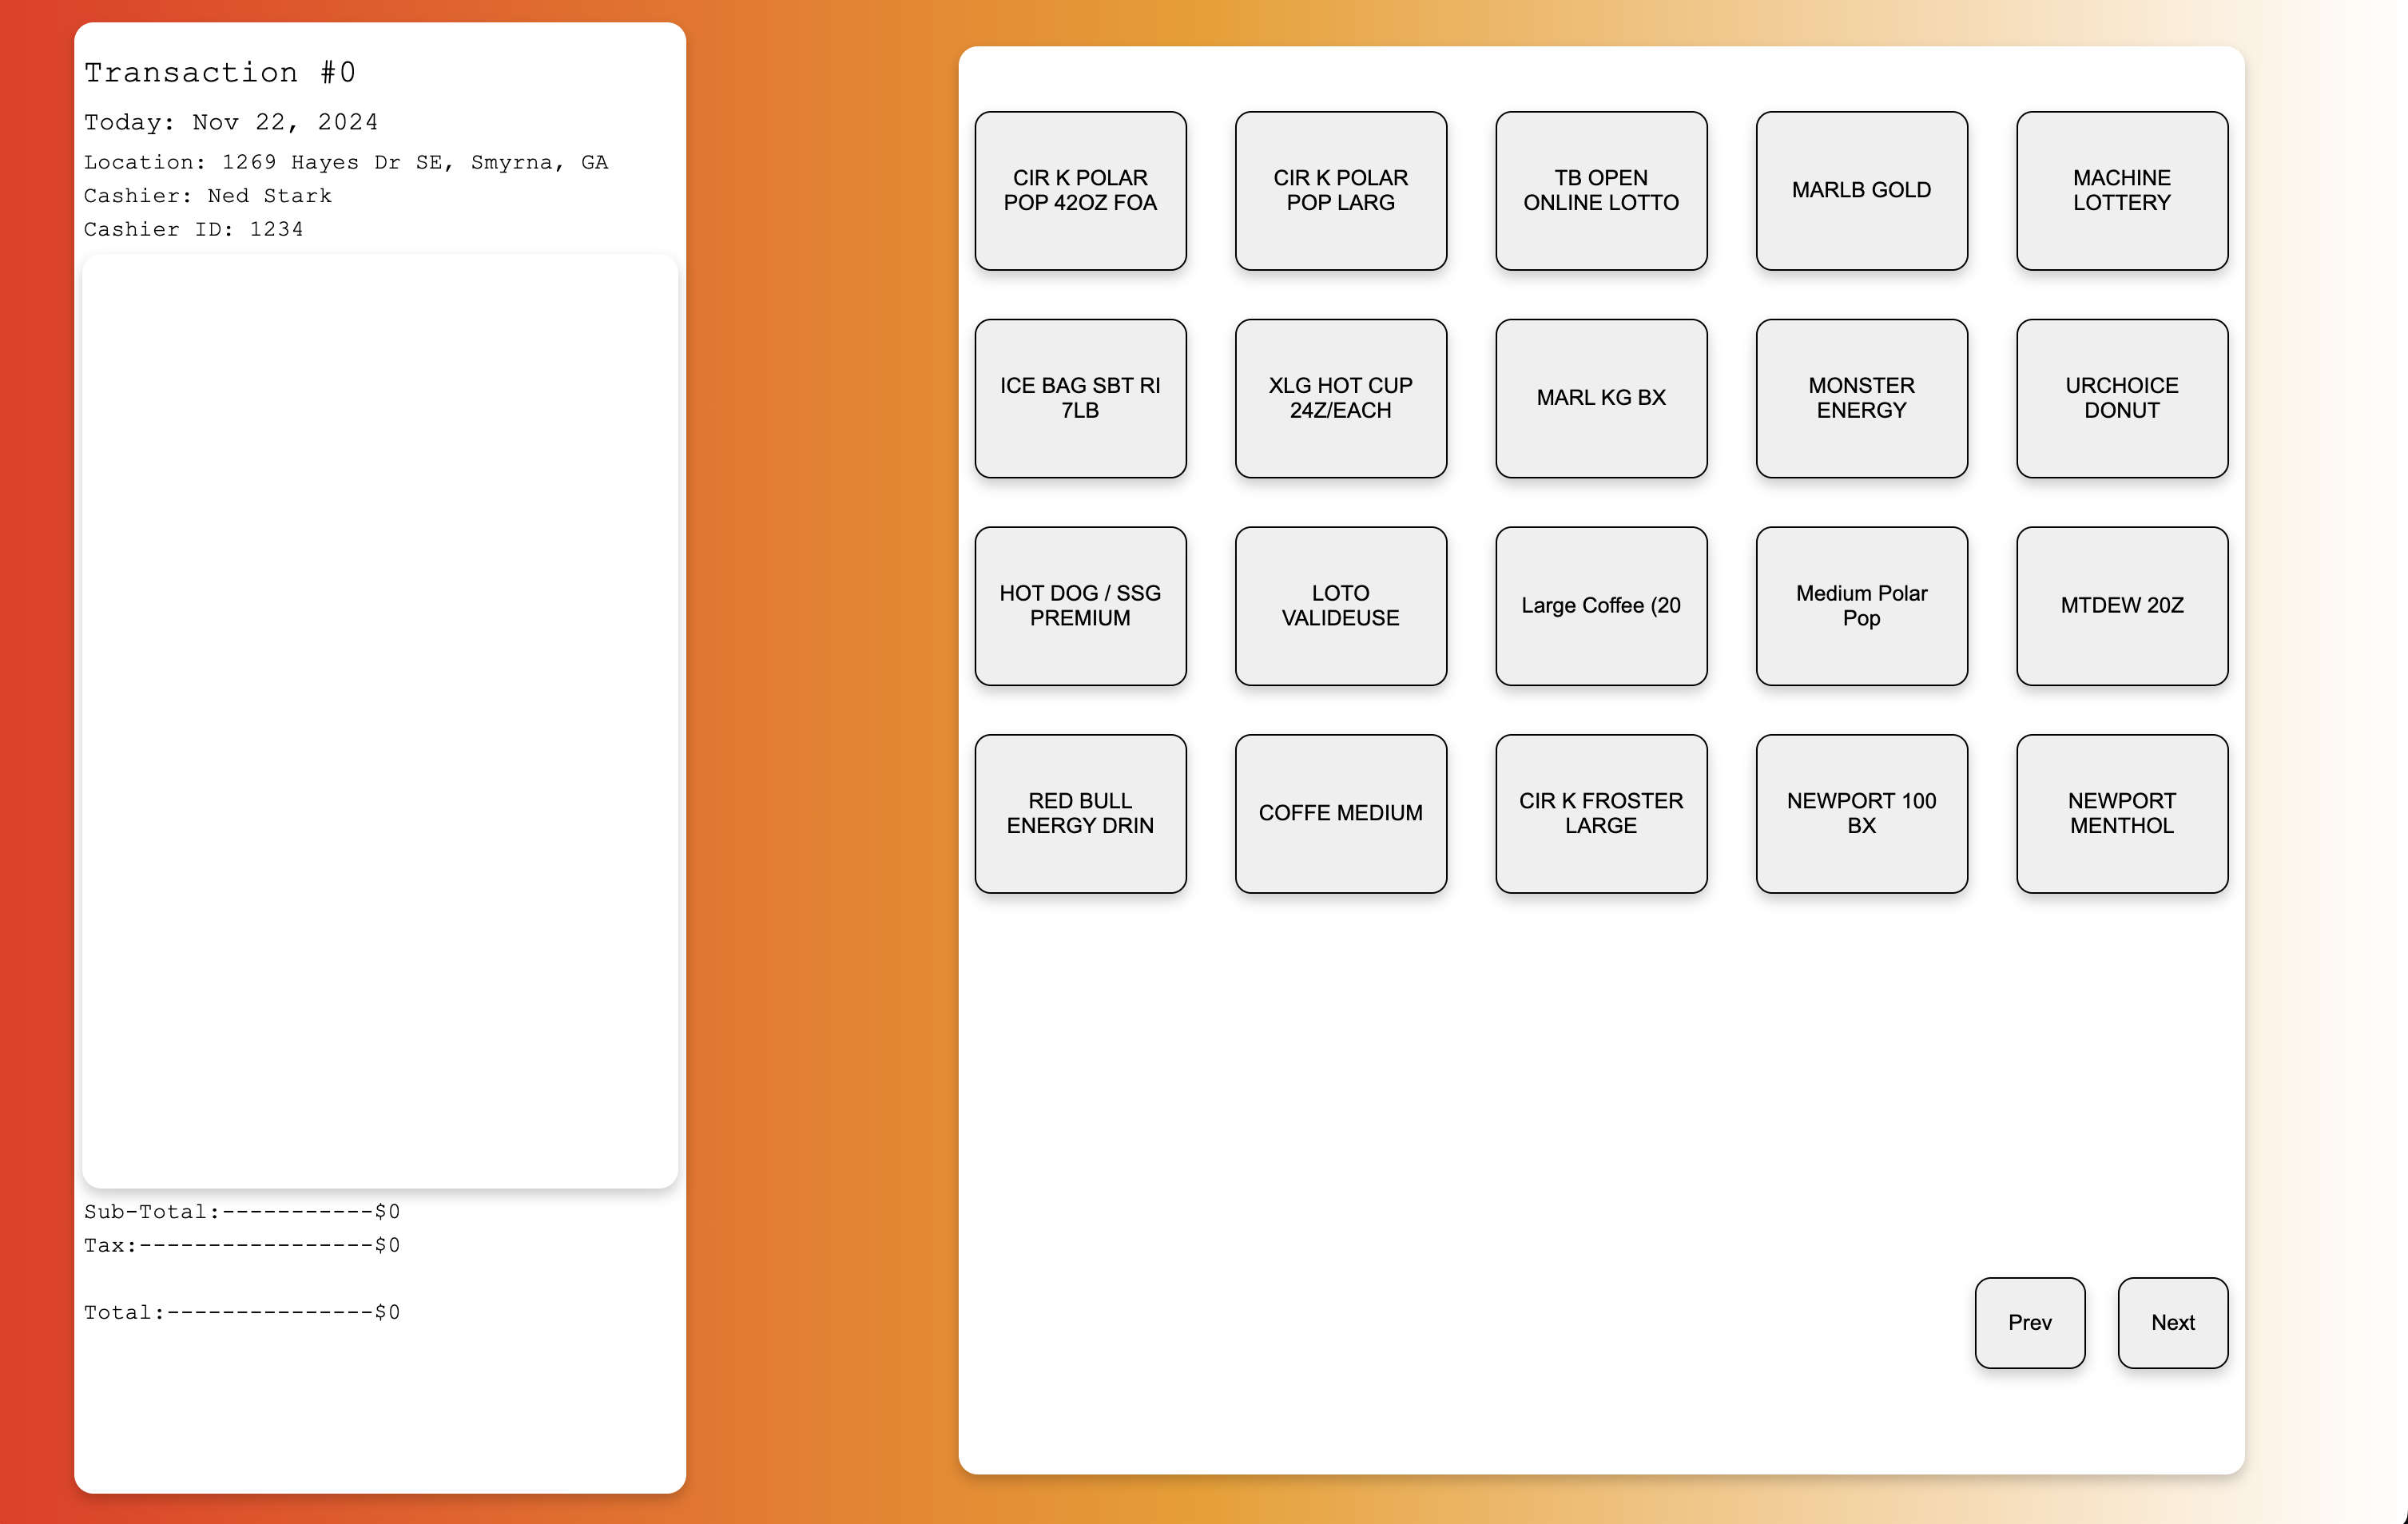 Transaction #0
Today: Nov 22, 2024
Location: 1269 Hayes Dr SE, Smyrna, GA
Cashier: Ned Stark
Cashier ID: 1234
Sub-Total:-----------$0
Tax:-----------------$0
Total:---------------$0
CIR K POLAR
POP 42OZ FOA
CIR K POLAR
POP LARG
TB OPEN
ONLINE LOTTO
MARLB GOLD
MACHINE
LOTTERY
ICE BAG SBT RI
7LB
XLG HOT CUP
24Z/EACH
MARL KG BX
MONSTER
ENERGY
URCHOICE
DONUT
HOT DOG / SSG
PREMIUM
LOTO
VALIDEUSE
Large Coffee (20
Medium Polar
Pop
MTDEW 20Z
RED BULL
ENERGY DRIN
COFFE MEDIUM
CIR K FROSTER
LARGE
NEWPORT 100
BX
NEWPORT
MENTHOL
Prev
Next